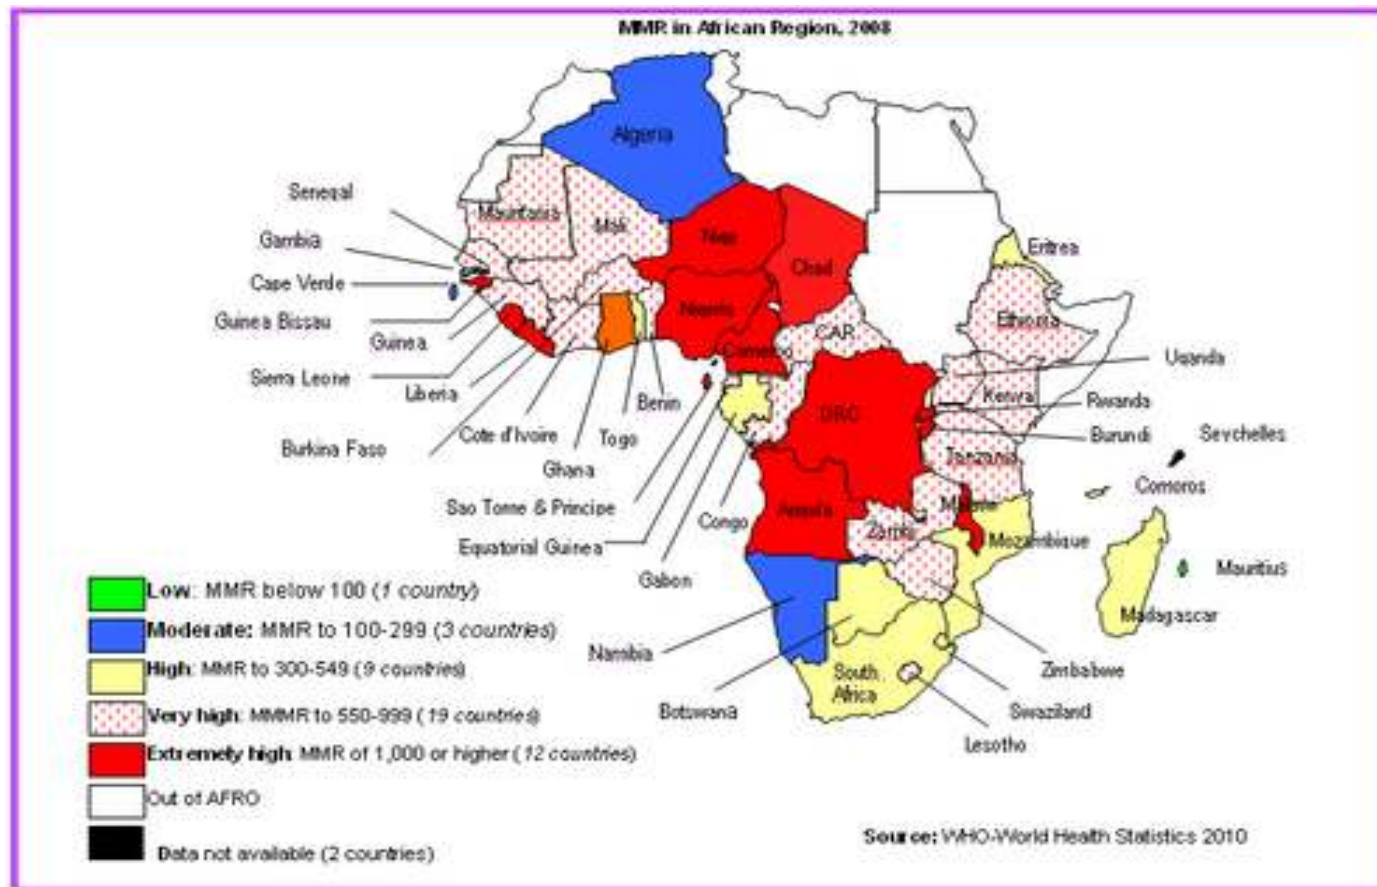 MMR in African Region, 2008
Algeria
Senegal
Mauritania
Mali
Niger
Chad
Eritrea
Gambia
Cape Verde
Guinea Bissau
Nigeria
Ethiopia
Guinea
CAR
Uganda
Sierra Leone
Liberia
Benin
DRC
Kenya
Rwanda
Burkina Faso
Cote d'Ivoire
Togo
Burundi
Seychelles
Ghana
Tanzania
Comoros
Sao Tome & Principe
Congo
Angola
Malawi
Equatorial Guinea
Mozambique
Gabon
Mauritius
Madagascar
Low: MMR below 100 (1 country)
Moderate: MMR to 100-299 (3 countries)
Namibia
Zimbabwe
High: MMR to 300-549 (9 countries)
South
Africa
Botswana
Swaziland
Very high: MMMR to 550-999 (19 countries)
Lesotho
Extremely high: MMR of 1,000 or higher (12 countries)
Out of AFRO
Source: WHO-World Health Statistics 2010
Data not available (2 countries)